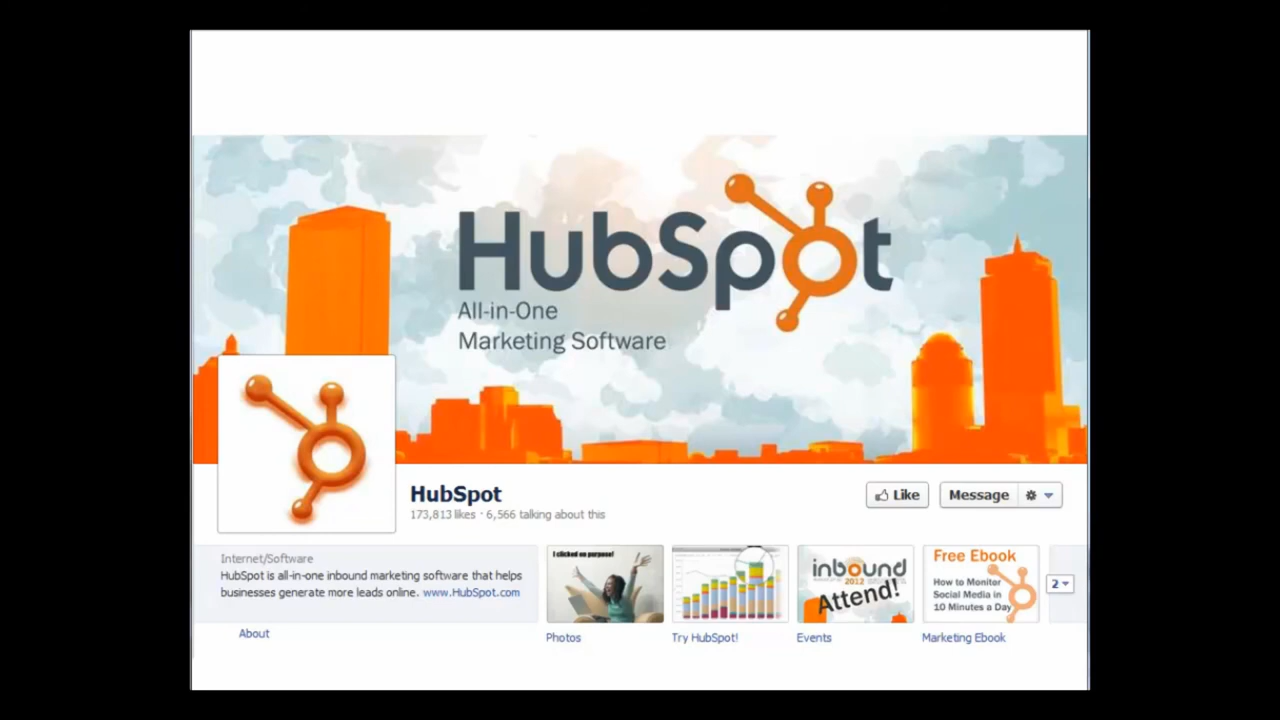 HubSpot
All-in-One
Marketing Software
HubSpot
173,813 likes · 6,566 talking about this
Like
Message
Internet/Software
HubSpot is all-in-one inbound marketing software that helps
businesses generate more leads online. www.HubSpot.com
About
I clicked on purpose!
Photos
Try HubSpot!
inbound
2012
Attend!
Events
Free Ebook
How to Monitor
Social Media in
10 Minutes a Day
Marketing Ebook
2